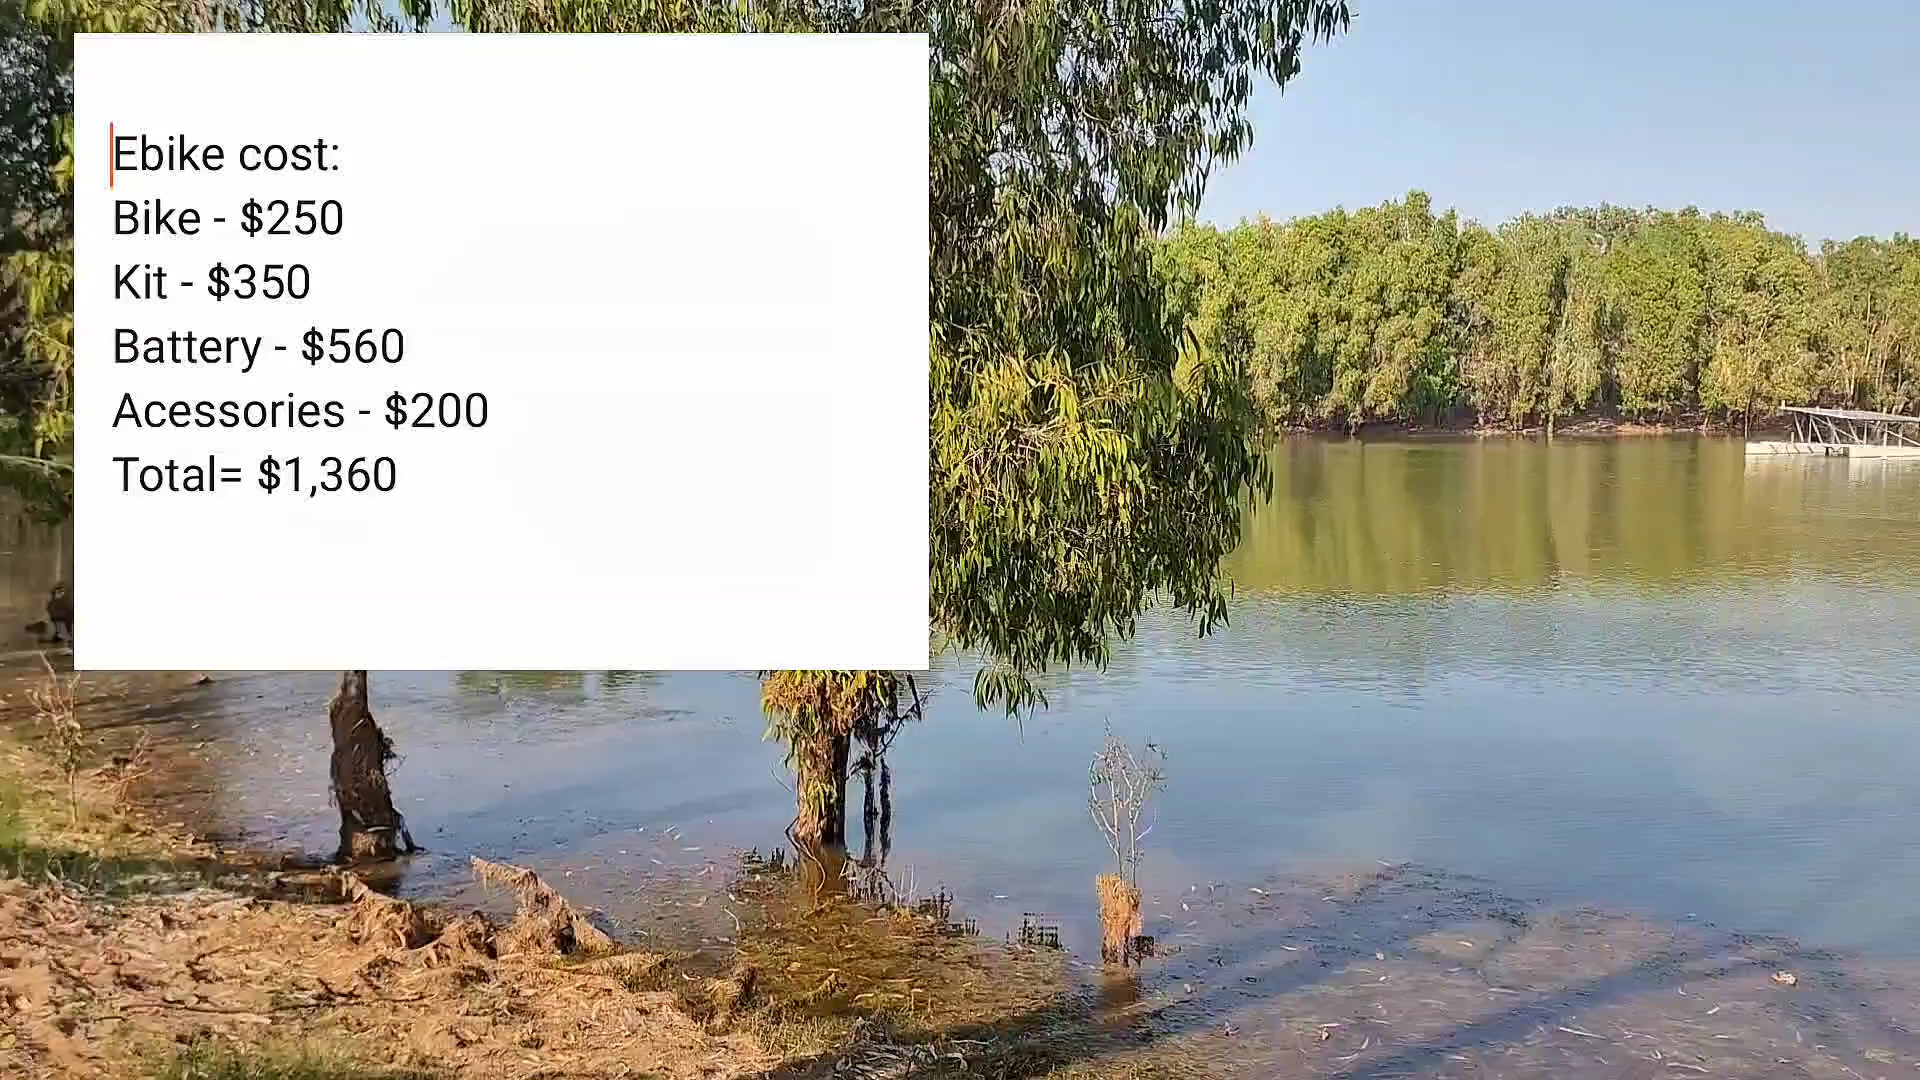 Ebike cost:
Bike - $250
Kit - $350
Battery - $560
Acessories - $200
Total= $1,360